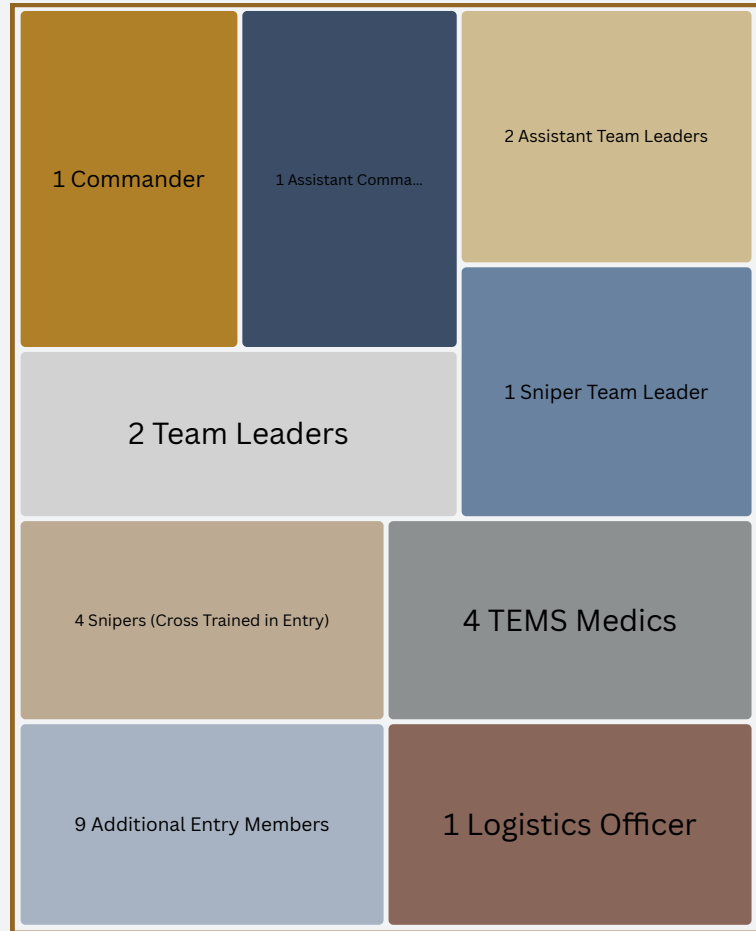 1 Commander
1 Assistant Comma...
2 Assistant Team Leaders
2 Team Leaders
1 Sniper Team Leader
4 Snipers (Cross Trained in Entry)
4 TEMS Medics
9 Additional Entry Members
1 Logistics Officer